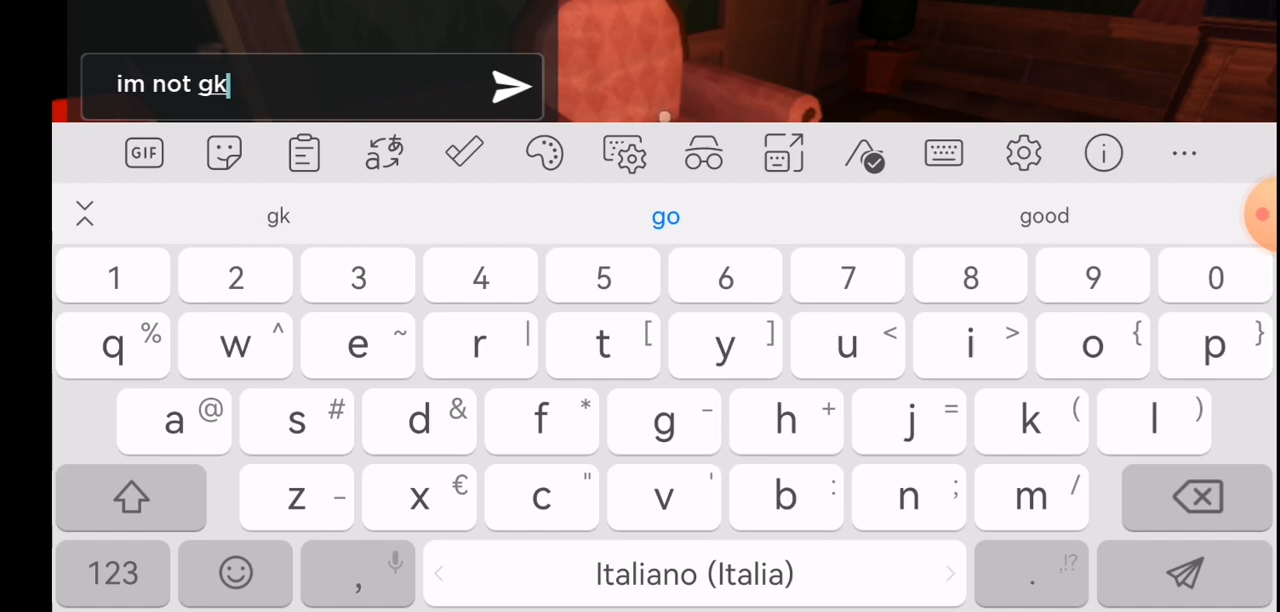 im not gk
GIF
gk go good
1 2 3 4 5 6 7 8 9 0
q % w ^ e ~ r | t [ y ] u < i > o { p }
a @ s # d & f * g - h + j = k ( l )
z - x € c " v ' b : n ; m /
123 , Italiano (Italia) . ,!?